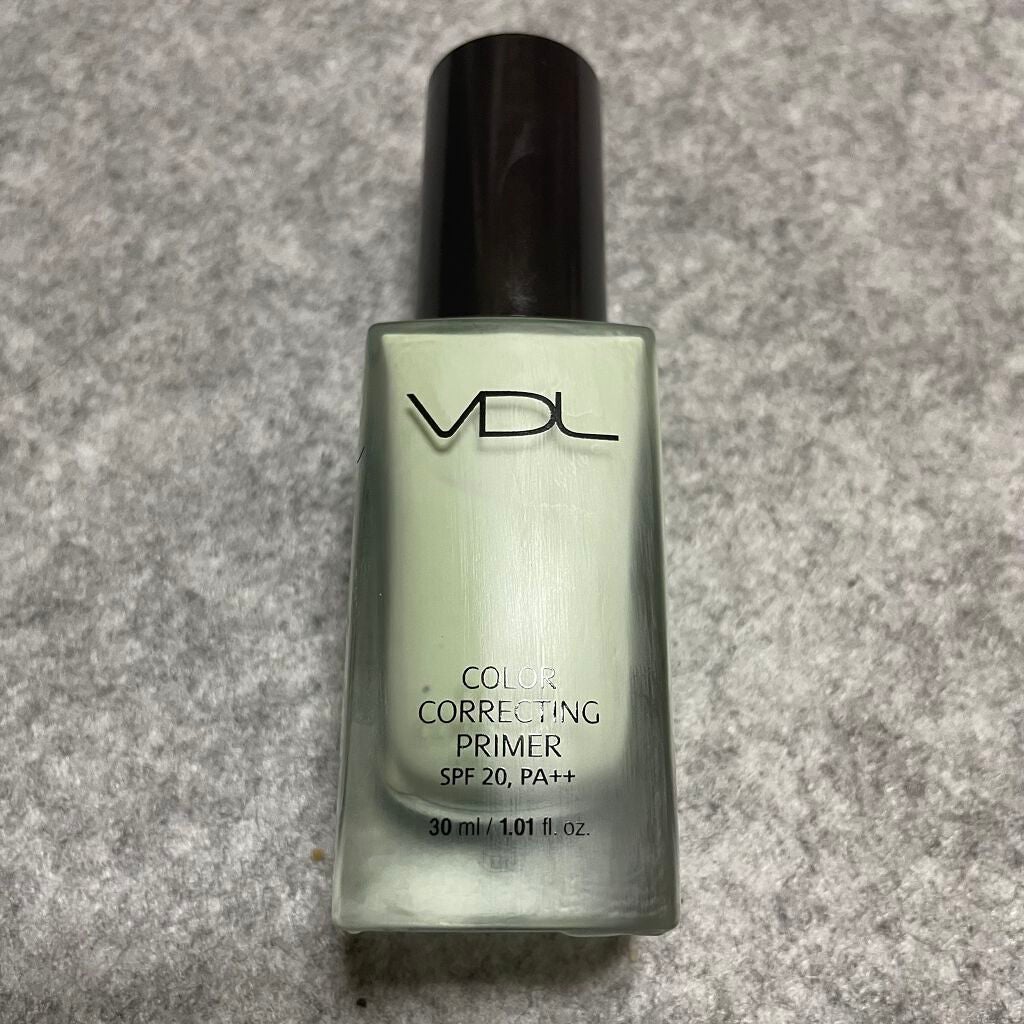 VDL
COLOR
CORRECTING
PRIMER
SPF 20, PA++
30 ml / 1.01 fl. oz.